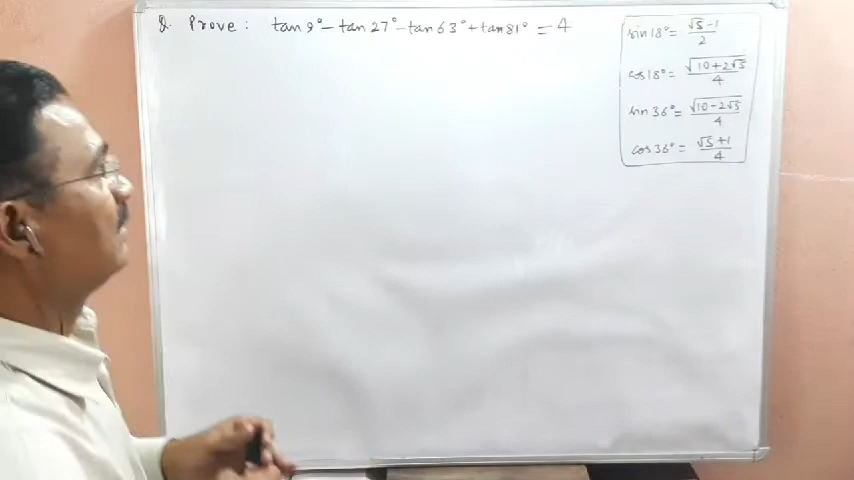 Q. Prove : tan 9° – tan 27° – tan 63° + tan 81° = 4
sin 18° = √5 -1 / 2
cos 18° = √10+2√5 / 4
sin 36° = √10-2√5 / 4
cos 36° = √5 +1 / 4